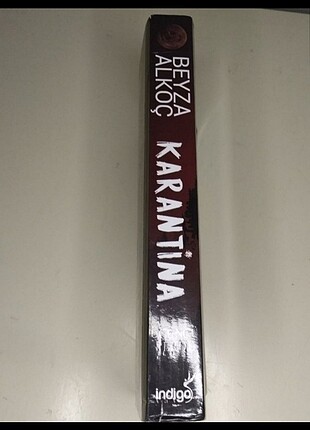 BEYZA
ALKOÇ
KARANTİNA
indigo